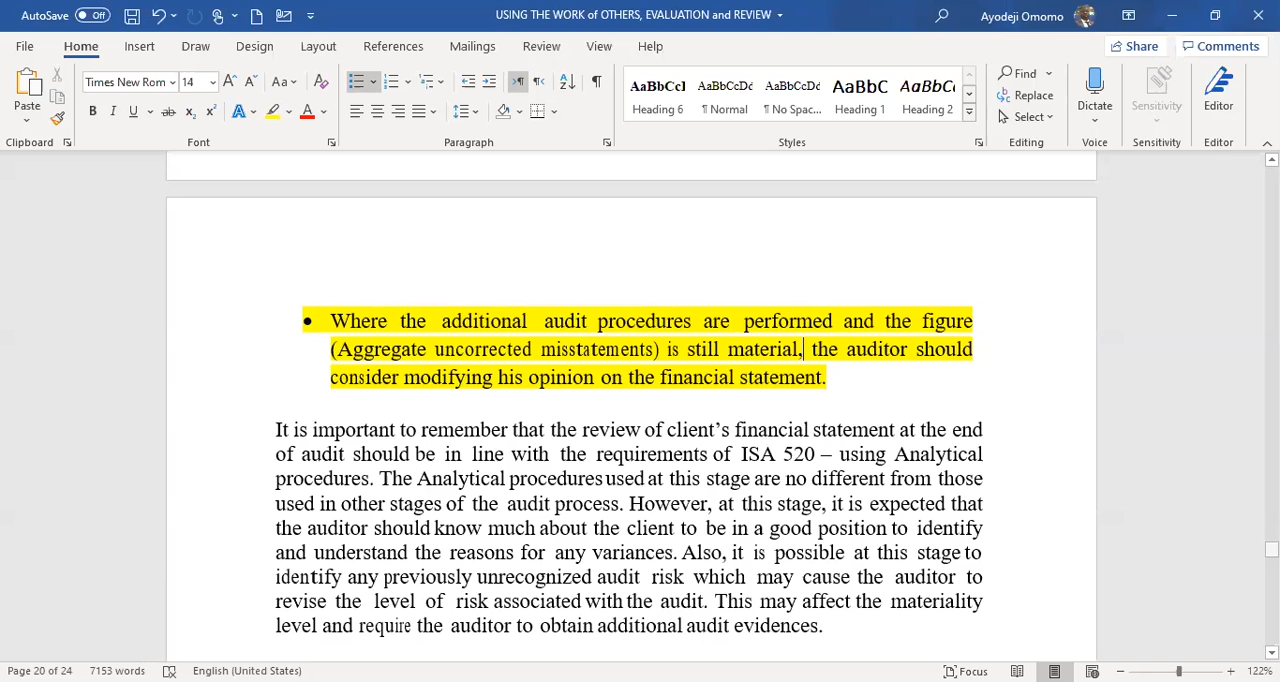 AutoSave Off USING THE WORK of OTHERS, EVALUATION and REVIEW Ayodeji Omomo
File Home Insert Draw Design Layout References Mailings Review View Help Share Comments
Times New Rom 14 A A Aa A AaBbCcI AaBbCcDd AaBbCcDd AaBbC AaBbC Find
Paste Replace Dictate Sensitivity Editor
B I U ab x₂ x² A A Heading 6 ¶ Normal ¶ No Spac... Heading 1 Heading 2 Select
Clipboard Font Paragraph Styles Editing Voice Sensitivity Editor
• Where the additional audit procedures are performed and the figure
(Aggregate uncorrected misstatements) is still material, the auditor should
consider modifying his opinion on the financial statement.
It is important to remember that the review of client’s financial statement at the end
of audit should be in line with the requirements of ISA 520 – using Analytical
procedures. The Analytical procedures used at this stage are no different from those
used in other stages of the audit process. However, at this stage, it is expected that
the auditor should know much about the client to be in a good position to identify
and understand the reasons for any variances. Also, it is possible at this stage to
identify any previously unrecognized audit risk which may cause the auditor to
revise the level of risk associated with the audit. This may affect the materiality
level and require the auditor to obtain additional audit evidences.
Page 20 of 24 7153 words English (United States) Focus 122%